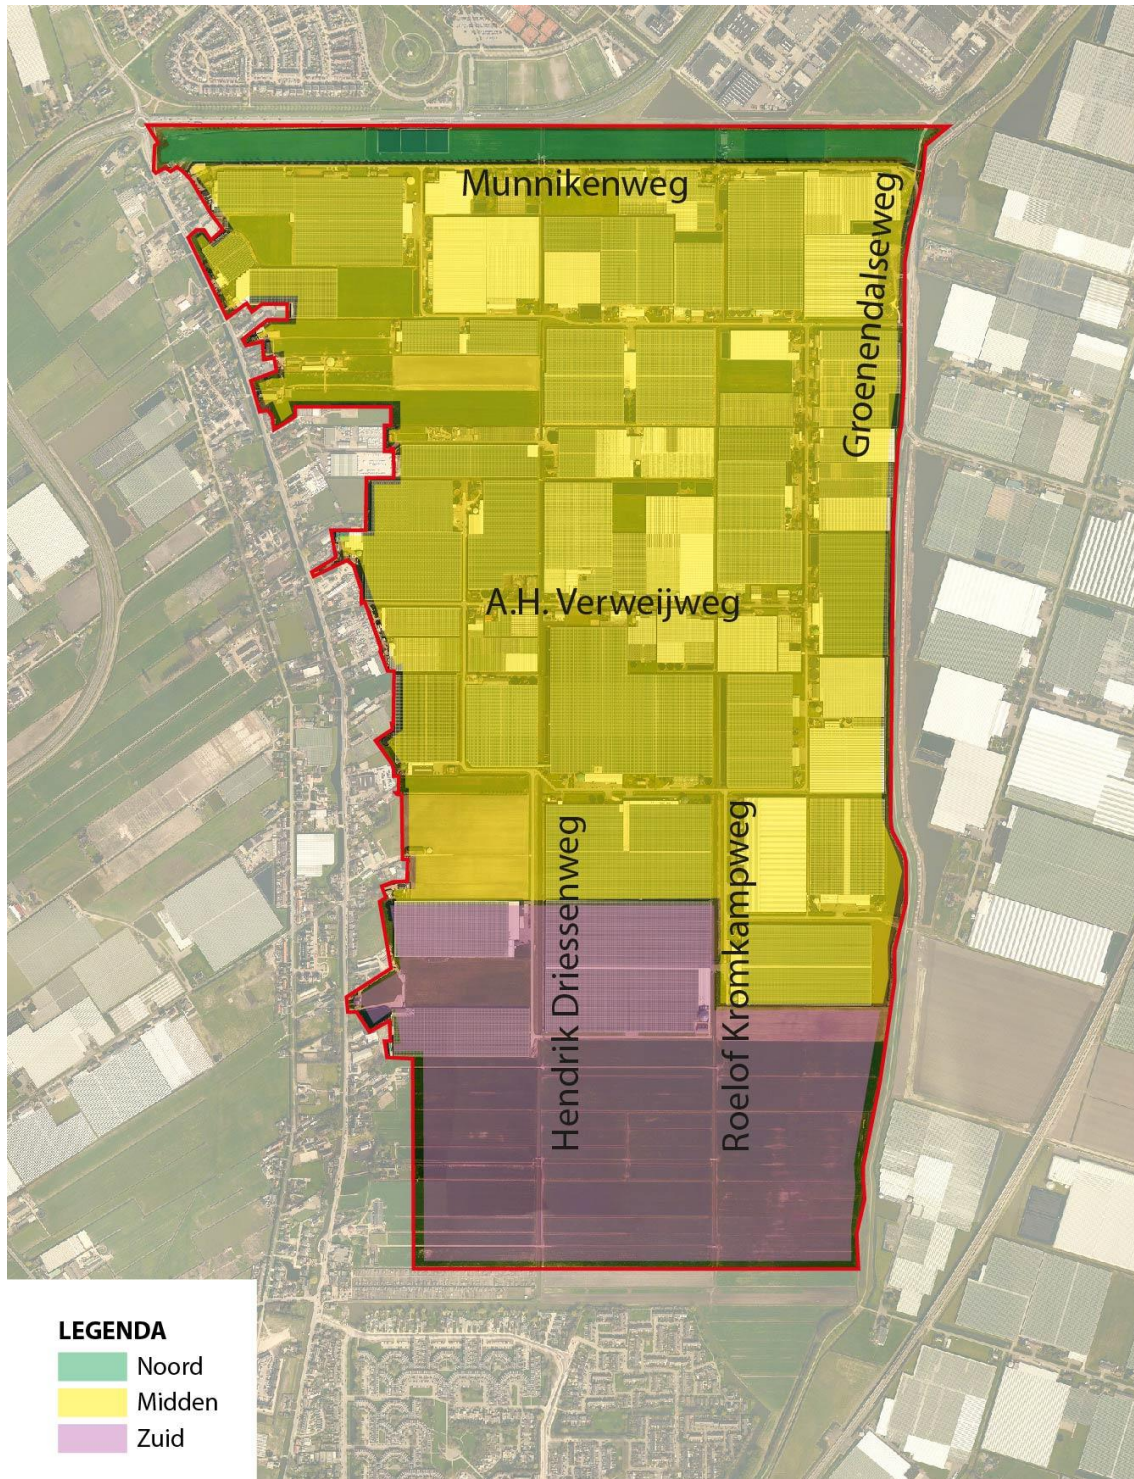 Munnikenweg
Groenendalseweg
A.H. Verweijweg
Hendrik Driessenweg
Roelof Kromkampweg
LEGENDA
Noord
Midden
Zuid